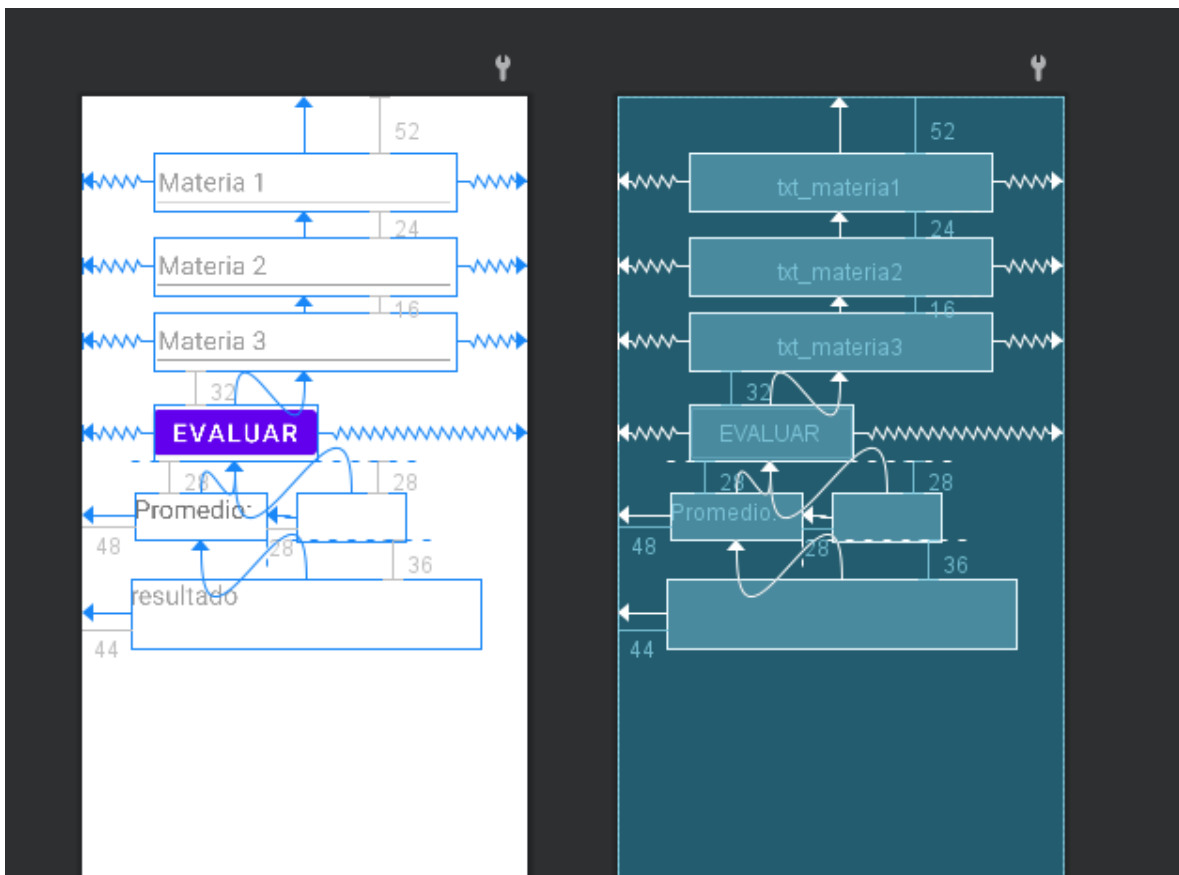 52 52
Materia 1 txt_materia1
24 24
Materia 2 txt_materia2
16 16
Materia 3 txt_materia3
32 32
EVALUAR EVALUAR
28 28 28 28
Promedio: Promedio:
48 28 48 28
36 36
resultado
44 44